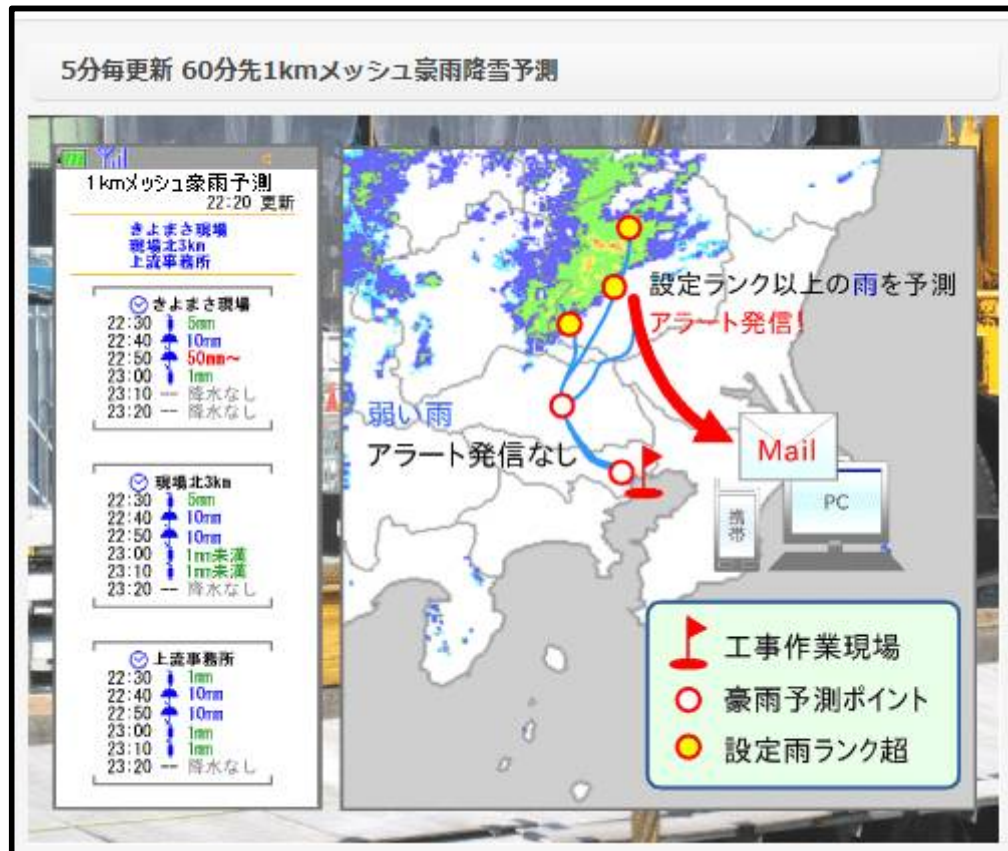 5分毎更新 60分先1kmメッシュ豪雨降雪予測
1kmメッシュ豪雨予測
22:20 更新
きよまさ現場
現場北3km
上流事務所
きよまさ現場
22:30 5mm
22:40 10mm
22:50 50mm~
23:00 1mm
23:10 -- 降水なし
23:20 -- 降水なし
現場北3km
22:30 5mm
22:40 10mm
22:50 10mm
23:00 1mm未満
23:10 1mm未満
23:20 -- 降水なし
上流事務所
22:30 1mm
22:40 10mm
22:50 10mm
23:00 1mm
23:10 1mm
23:20 -- 降水なし
設定ランク以上の雨を予測
アラート発信!
弱い雨
アラート発信なし
Mail
PC
携帯
工事作業現場
豪雨予測ポイント
設定雨ランク超